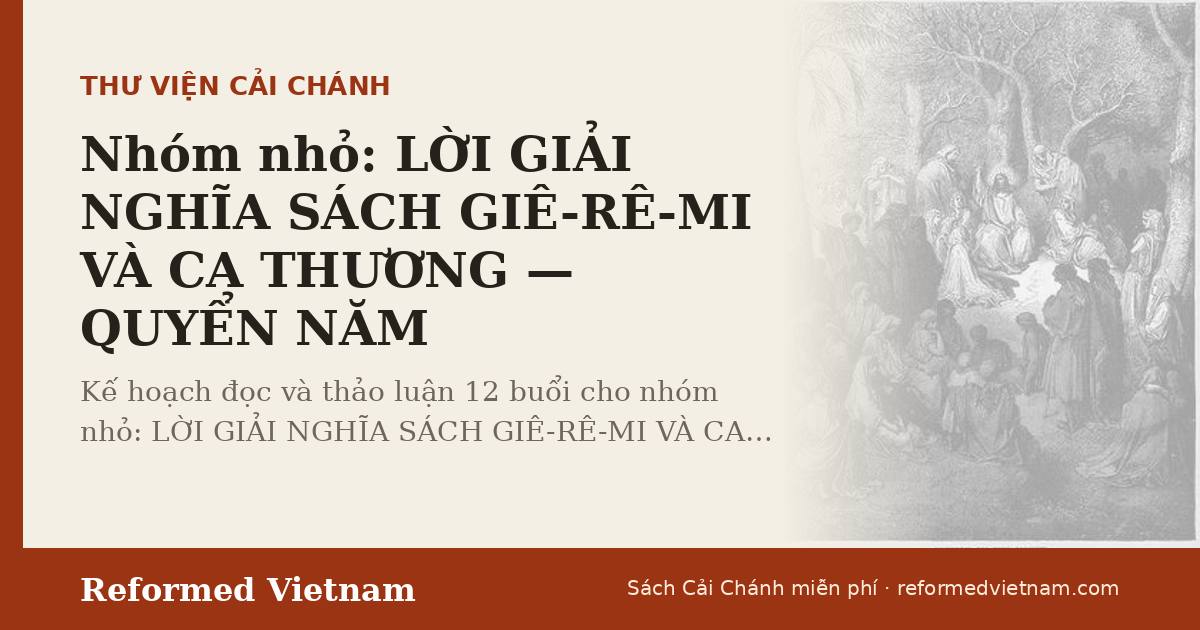 THƯ VIỆN CẢI CHÁNH
Nhóm nhỏ: LỜI GIẢI
NGHĨA SÁCH GIÊ-RÊ-MI
VÀ CA THƯƠNG —
QUYỂN NĂM
Kế hoạch đọc và thảo luận 12 buổi cho nhóm
nhỏ: LỜI GIẢI NGHĨA SÁCH GIÊ-RÊ-MI VÀ CA...
Reformed Vietnam
Sách Cải Chánh miễn phí · reformedvietnam.com